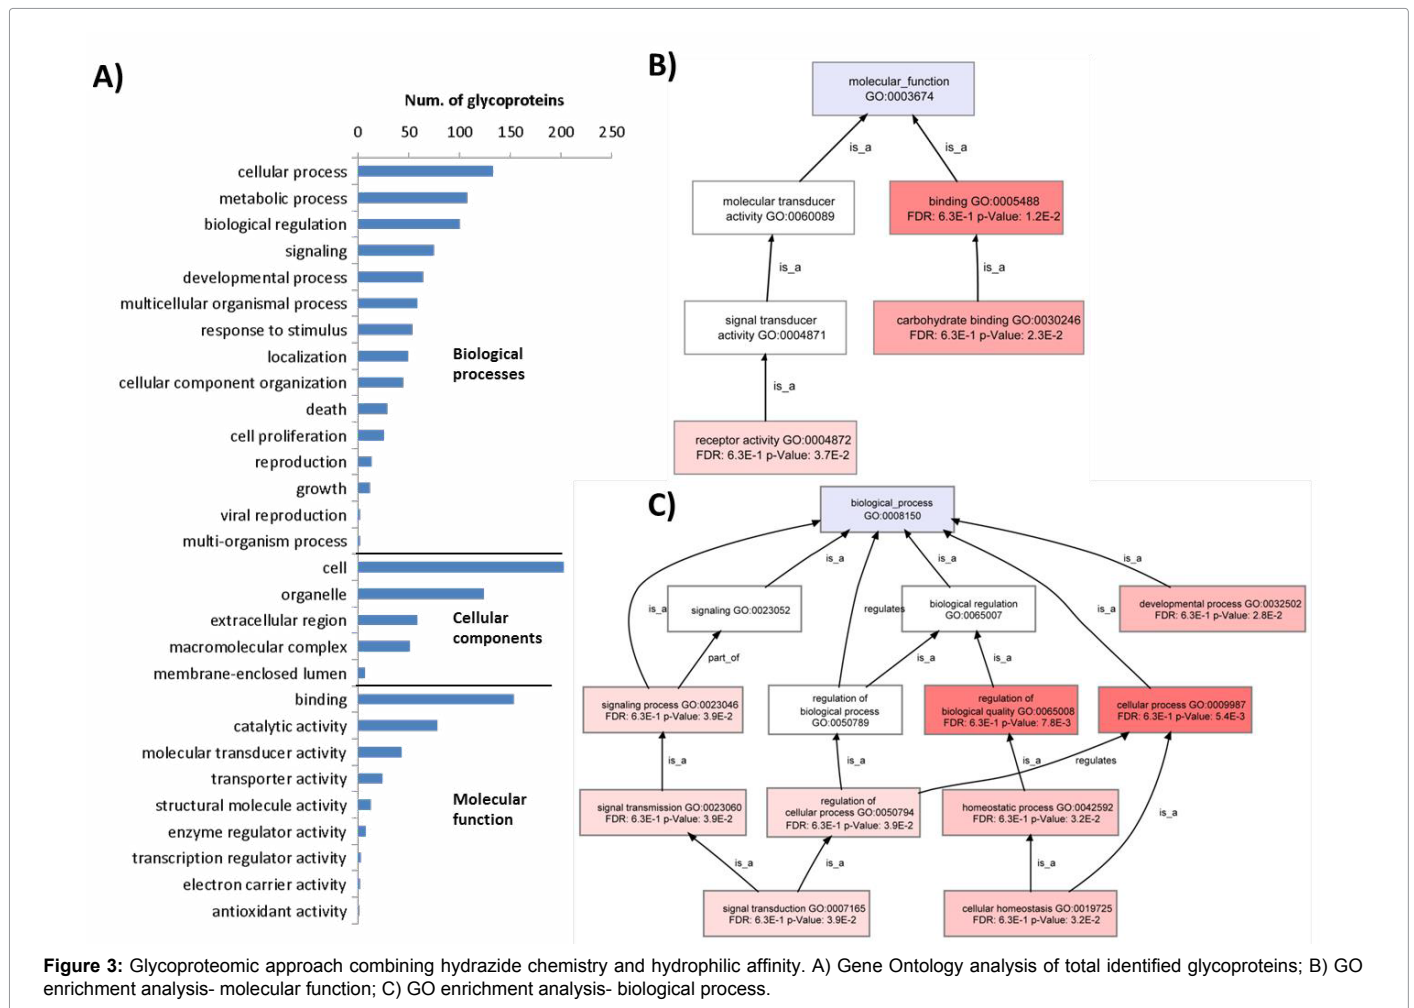 A)
Num. of glycoproteins
0 50 100 150 200 250
cellular process
metabolic process
biological regulation
signaling
developmental process
multicellular organismal process
response to stimulus
localization
cellular component organization
death
cell proliferation
reproduction
growth
viral reproduction
multi-organism process
Biological
processes
cell
organelle
extracellular region
macromolecular complex
membrane-enclosed lumen
Cellular
components
binding
catalytic activity
molecular transducer activity
transporter activity
structural molecule activity
enzyme regulator activity
transcription regulator activity
electron carrier activity
antioxidant activity
Molecular
function
B)
molecular_function
GO:0003674
is_a
is_a
molecular transducer
activity GO:0060089
binding GO:0005488
FDR: 6.3E-1 p-Value: 1.2E-2
is_a
is_a
signal transducer
activity GO:0004871
carbohydrate binding GO:0030246
FDR: 6.3E-1 p-Value: 2.3E-2
is_a
receptor activity GO:0004872
FDR: 6.3E-1 p-Value: 3.7E-2
C)
biological_process
GO:0008150
is_a
is_a
is_a
signaling GO:0023052
is_a
regulates
biological regulation
GO:0065007
is_a
developmental process GO:0032502
FDR: 6.3E-1 p-Value: 2.8E-2
part_of
is_a
is_a
signaling process GO:0023046
FDR: 6.3E-1 p-Value: 3.9E-2
regulation of
biological process
GO:0050789
regulation of
biological quality GO:0065008
FDR: 6.3E-1 p-Value: 7.8E-3
cellular process GO:0009987
FDR: 6.3E-1 p-Value: 5.4E-3
is_a
is_a
is_a
regulates
signal transmission GO:0023060
FDR: 6.3E-1 p-Value: 3.9E-2
regulation of
cellular process GO:0050794
FDR: 6.3E-1 p-Value: 3.9E-2
homeostatic process GO:0042592
FDR: 6.3E-1 p-Value: 3.2E-2
is_a
is_a
is_a
is_a
signal transduction GO:0007165
FDR: 6.3E-1 p-Value: 3.9E-2
cellular homeostasis GO:0019725
FDR: 6.3E-1 p-Value: 3.2E-2
Figure 3: Glycoproteomic approach combining hydrazide chemistry and hydrophilic affinity. A) Gene Ontology analysis of total identified glycoproteins; B) GO
enrichment analysis- molecular function; C) GO enrichment analysis- biological process.